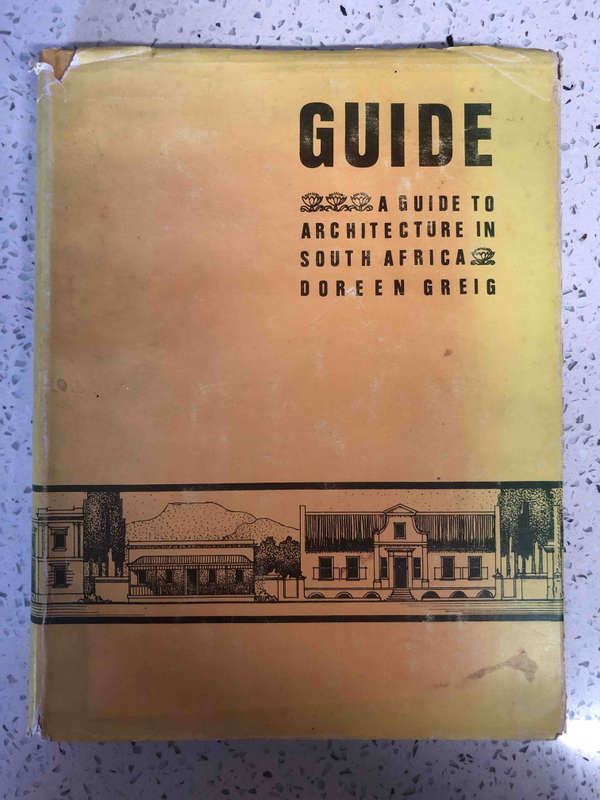 GUIDE
A GUIDE TO
ARCHITECTURE IN
SOUTH AFRICA
DOREEN GREIG